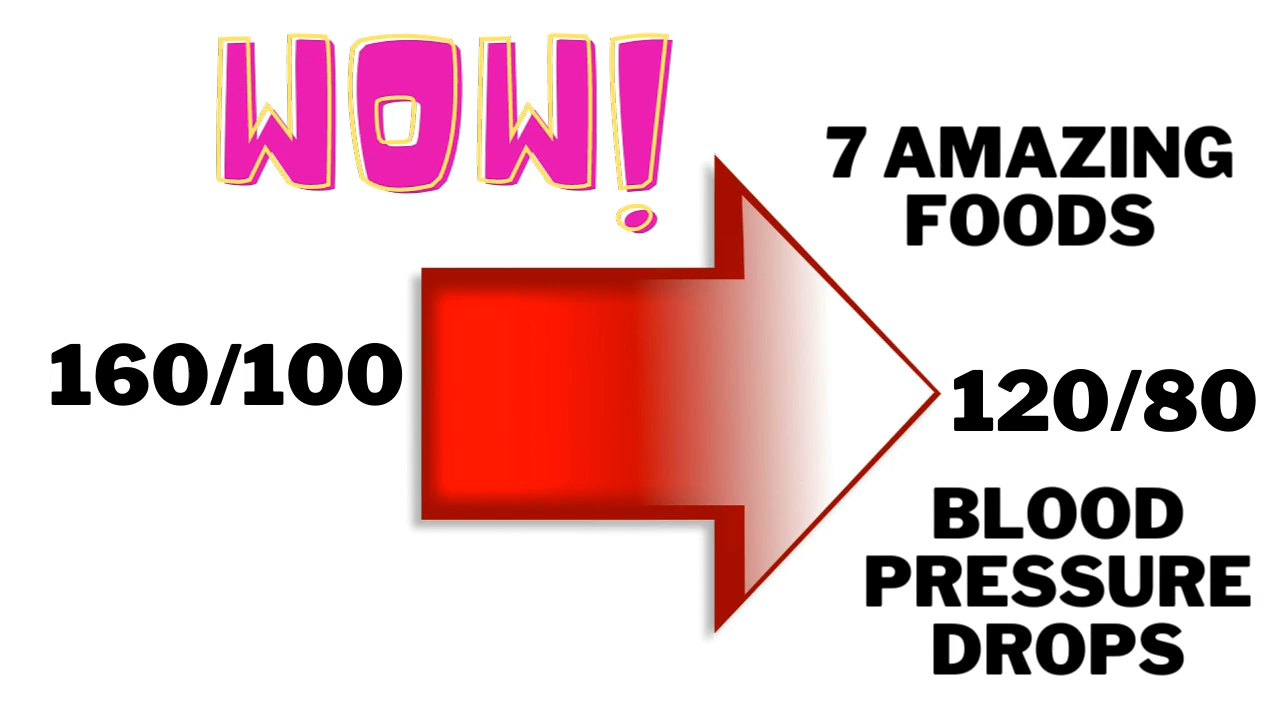 WOW!
7 AMAZING
FOODS
160/100
120/80
BLOOD
PRESSURE
DROPS